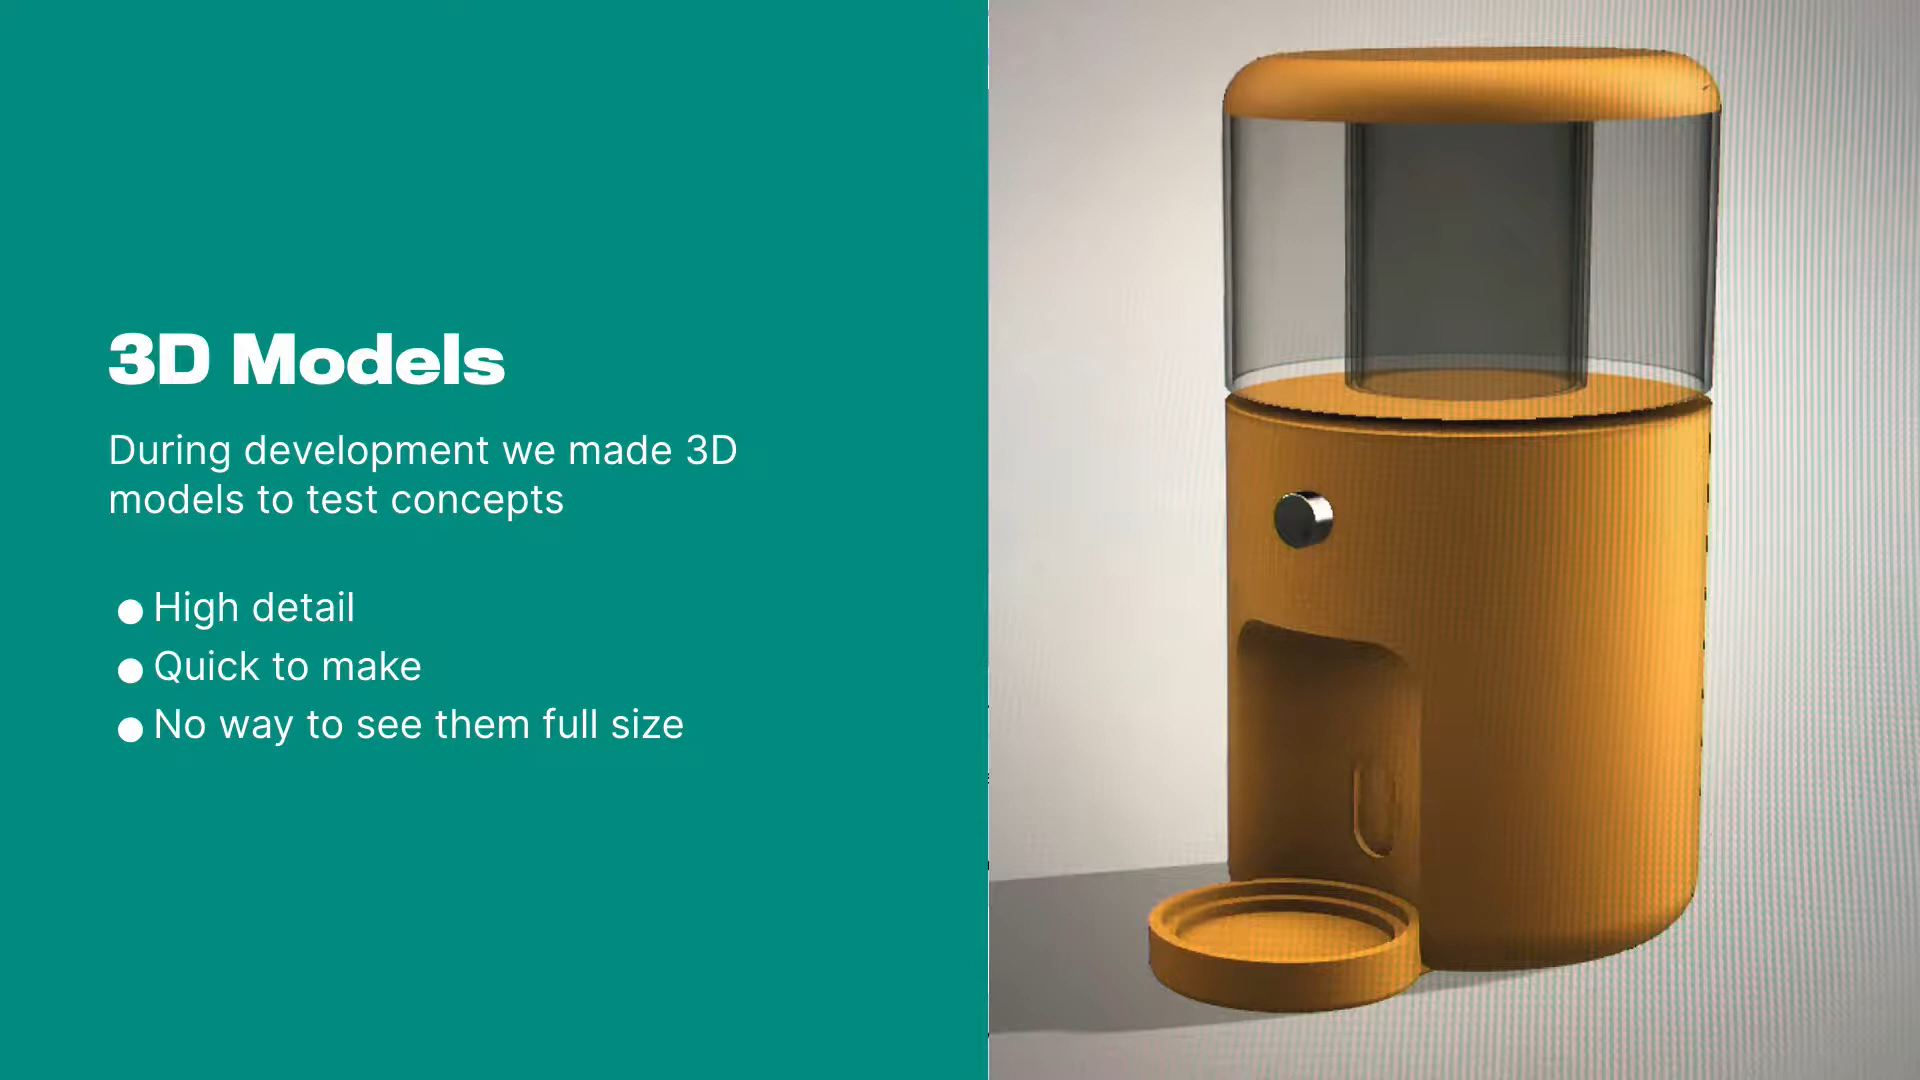 3D Models
During development we made 3D
models to test concepts
● High detail
● Quick to make
● No way to see them full size